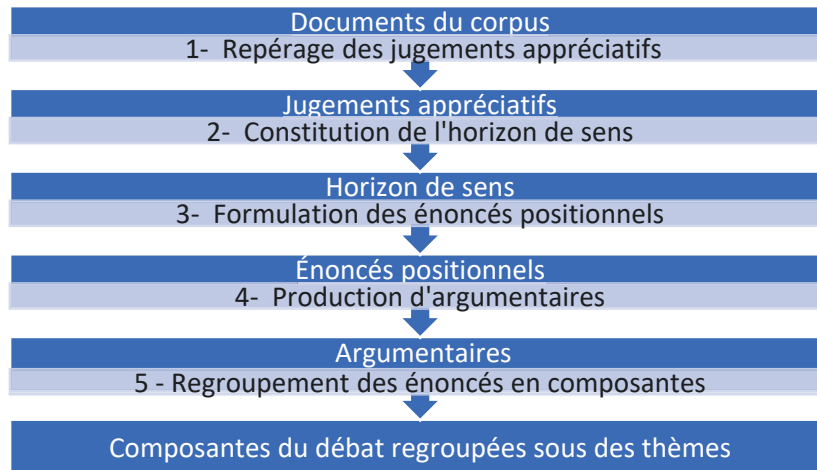 Documents du corpus
1- Repérage des jugements appréciatifs
Jugements appréciatifs
2- Constitution de l'horizon de sens
Horizon de sens
3- Formulation des énoncés positionnels
Énoncés positionnels
4- Production d'argumentaires
Argumentaires
5 - Regroupement des énoncés en composantes
Composantes du débat regroupées sous des thèmes